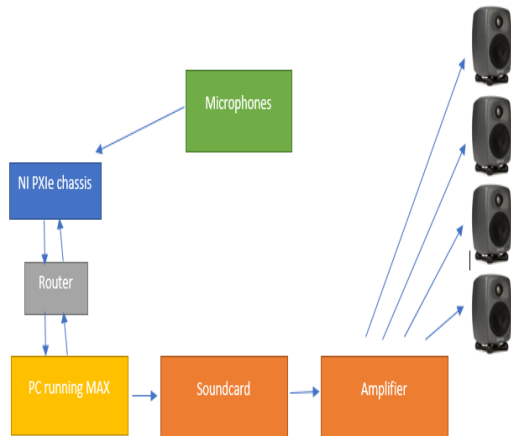 Microphones
NI PXIe chassis
Router
PC running MAX
Soundcard
Amplifier